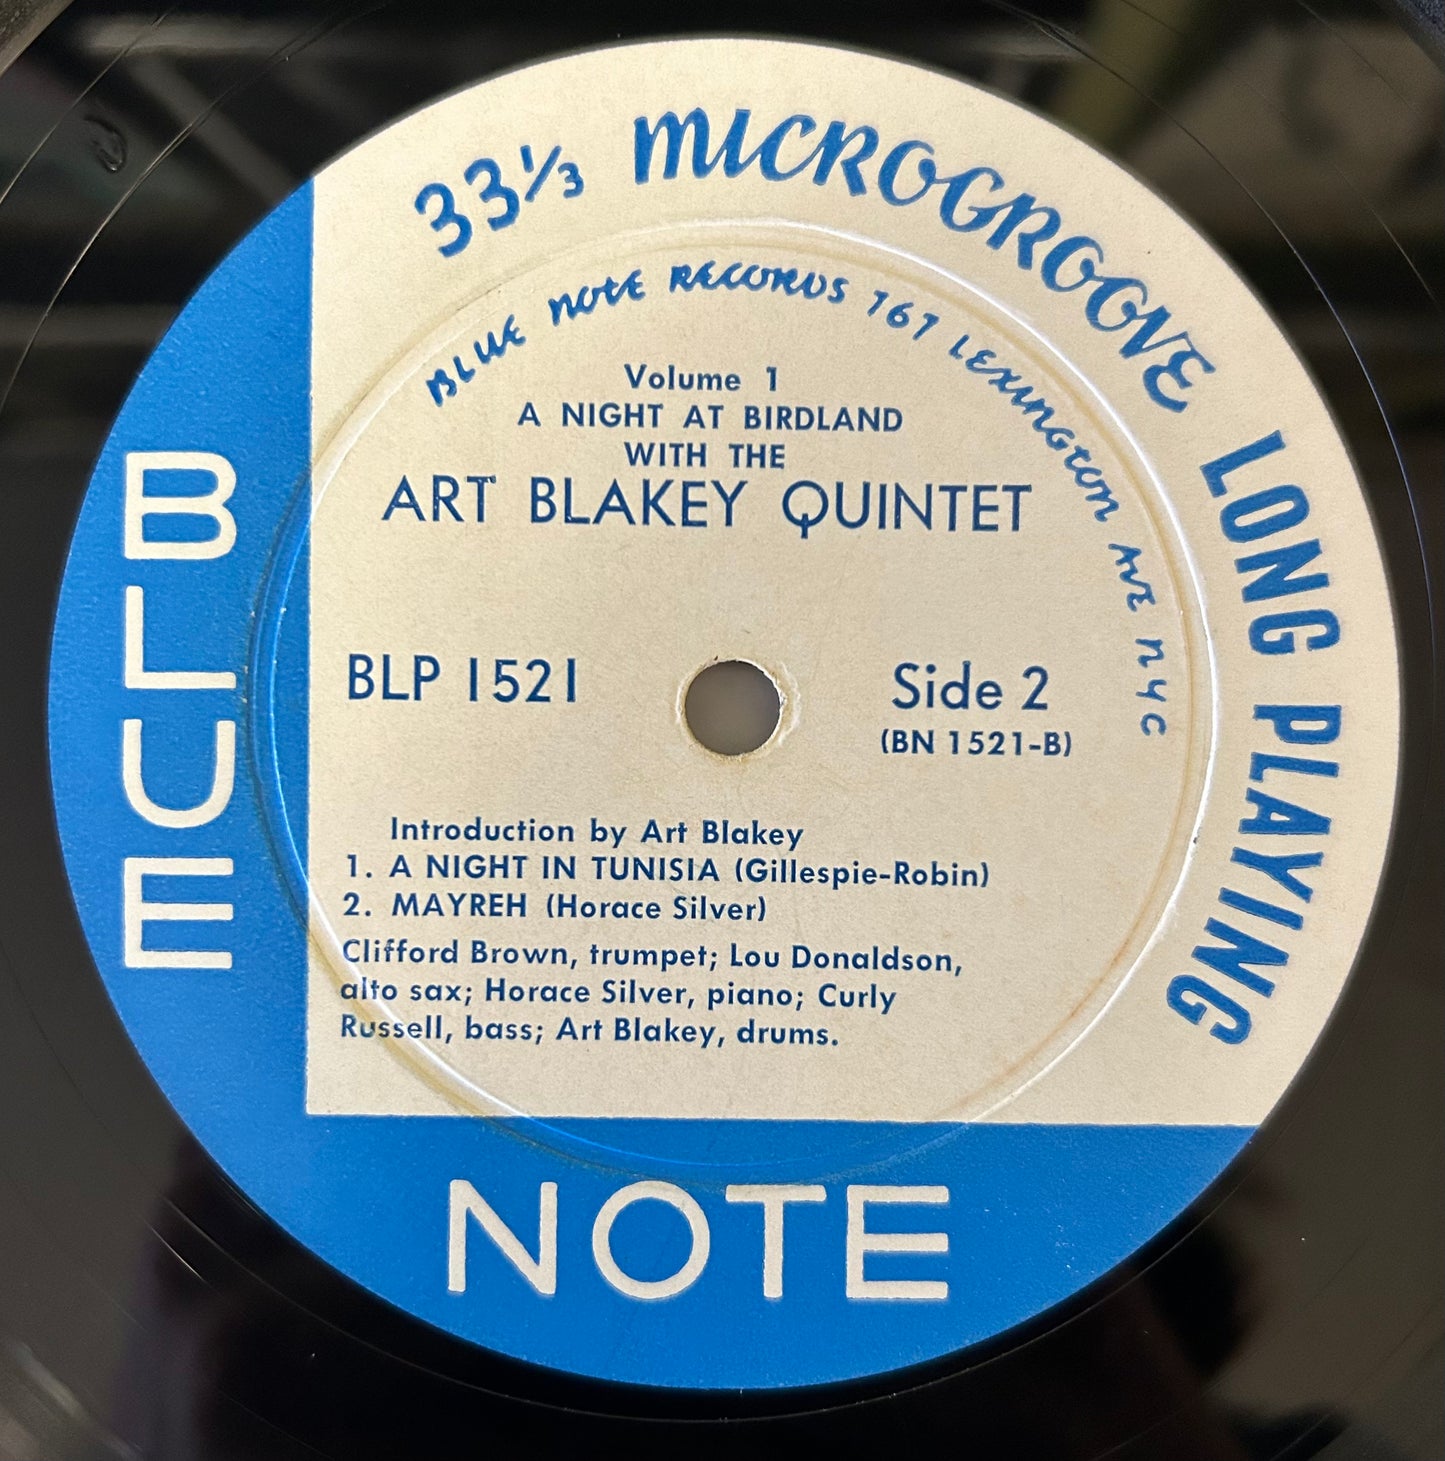 33⅓ MICROGROOVE LONG PLAYING
BLUE NOTE RECORDS 767 LEXINGTON AVE NYC
Volume 1
A NIGHT AT BIRDLAND
WITH THE
ART BLAKEY QUINTET
BLP 1521
Side 2
(BN 1521-B)
Introduction by Art Blakey
1. A NIGHT IN TUNISIA (Gillespie-Robin)
2. MAYREH (Horace Silver)
Clifford Brown, trumpet; Lou Donaldson,
alto sax; Horace Silver, piano; Curly
Russell, bass; Art Blakey, drums.
BLUE
NOTE